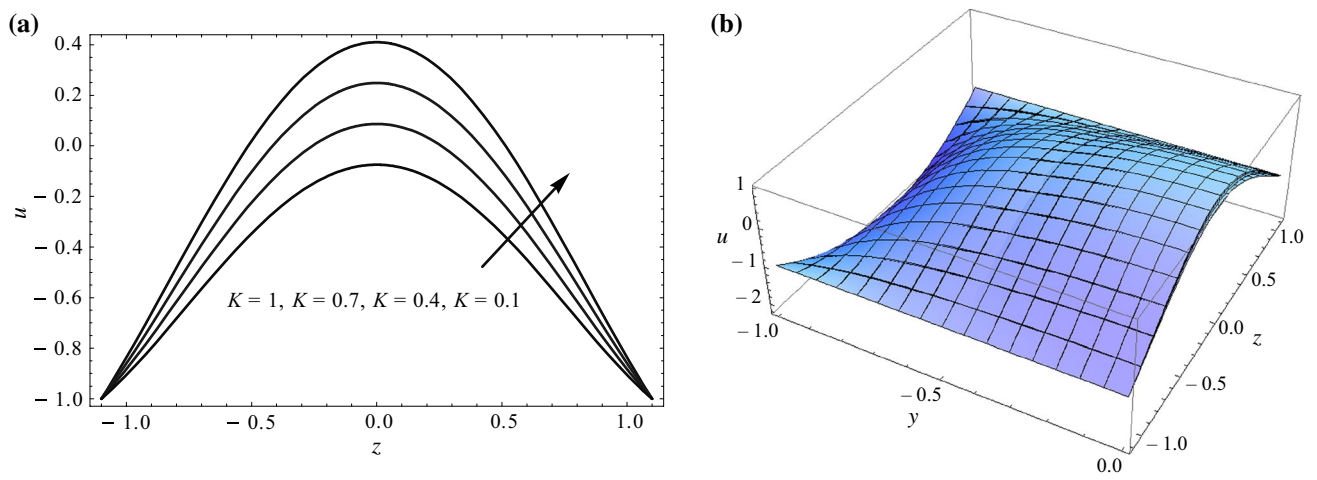 (a)
0.4
0.2
0.0
− 0.2
− 0.4
− 0.6
− 0.8
− 1.0
u
K = 1, K = 0.7, K = 0.4, K = 0.1
− 1.0 − 0.5 0.0 0.5 1.0
z
(b)
1
0
− 1
− 2
u
− 1.0
− 0.5
0.0
y
1.0
0.5
0.0
− 0.5
− 1.0
z